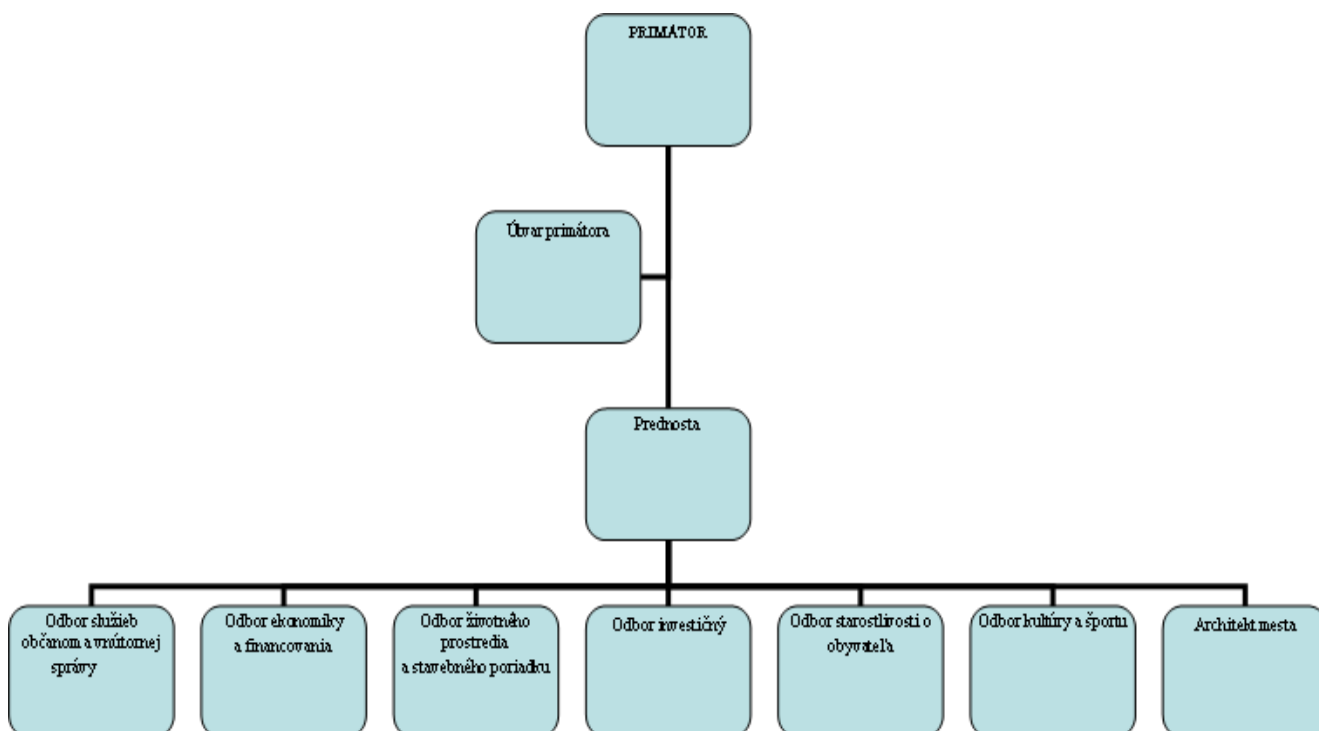 PRIMÁTOR
Útvar primátora
Prednosta
Odbor služieb
občanom a vnútornej
správy
Odbor ekonomiky
a financovania
Odbor životného
prostredia
a stavebného poriadku
Odbor investičný
Odbor starostlivosti o
obyvateľa
Odbor kultúry a športu
Architekt mesta